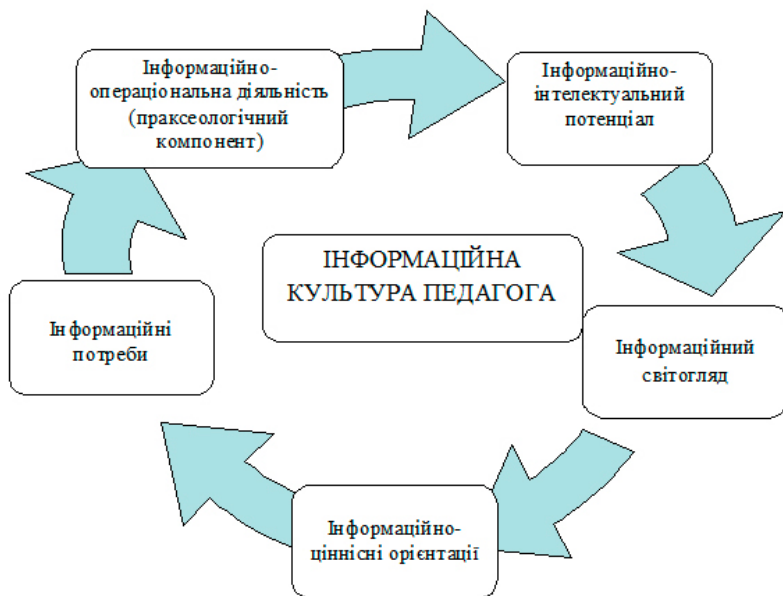 Інформаційно-
операціональна діяльність
(праксеологічний
компонент)
Інформаційно-
інтелектуальний
потенціал
ІНФОРМАЦІЙНА
КУЛЬТУРА ПЕДАГОГА
Інформаційні
потреби
Інформаційний
світогляд
Інформаційно-
ціннісні орієнтації